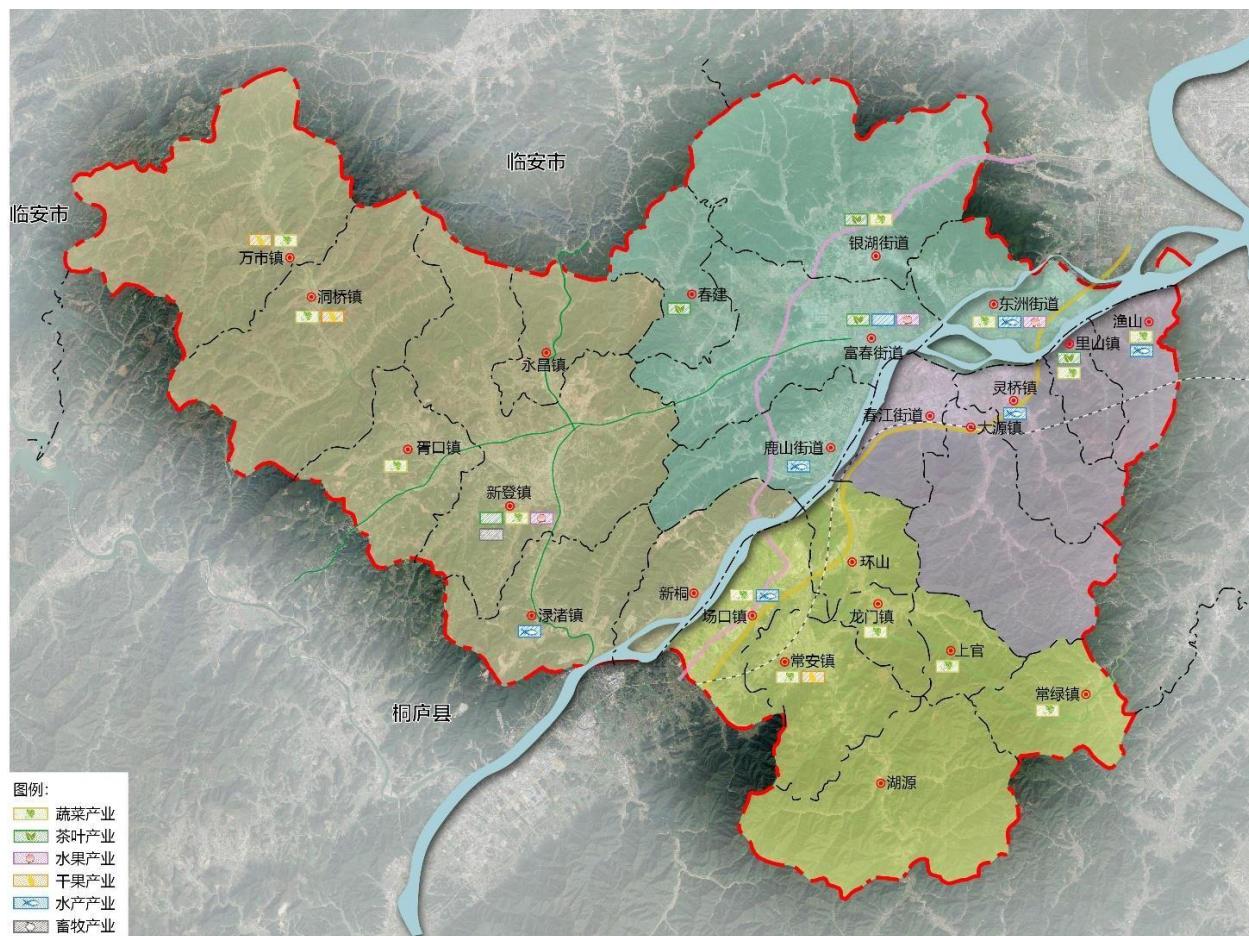 临安市
临安市
万市镇
洞桥镇
银湖街道
春建
东洲街道
渔山
富春街道
里山镇
永昌镇
灵桥镇
春江街道
大源镇
胥口镇
鹿山街道
新登镇
环山
新桐
渌渚镇
场口镇
龙门镇
上官
常安镇
常绿镇
桐庐县
湖源
图例：
蔬菜产业
茶叶产业
水果产业
干果产业
水产产业
畜牧产业